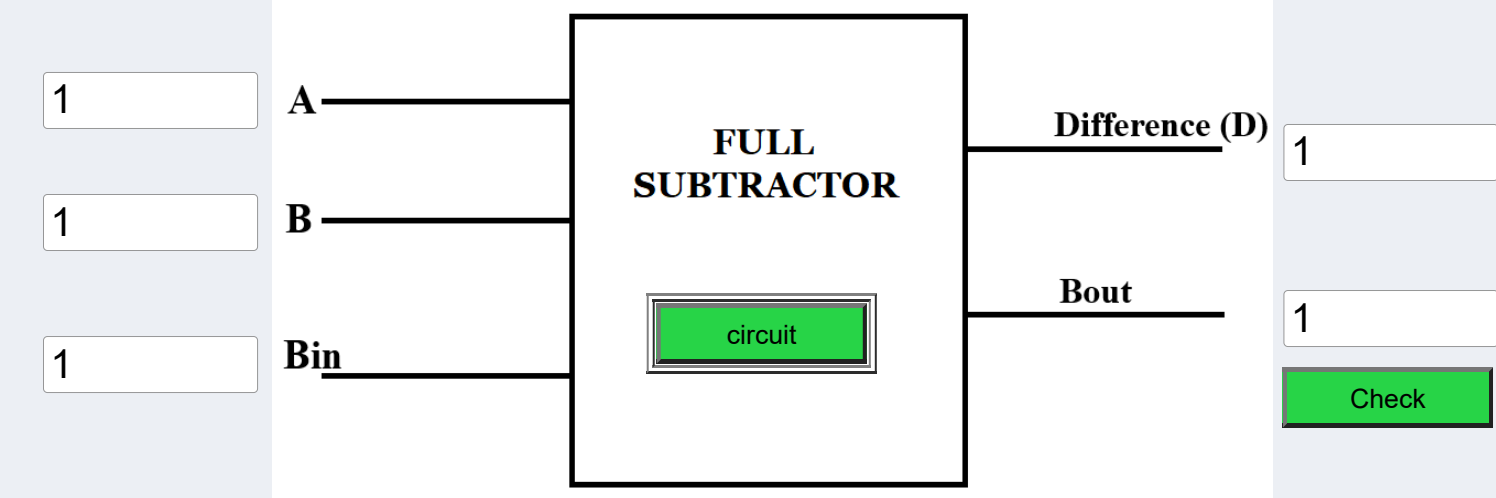 1
A
Difference (D)
1
FULL
SUBTRACTOR
1
B
Bout
1
circuit
1
Bin
Check